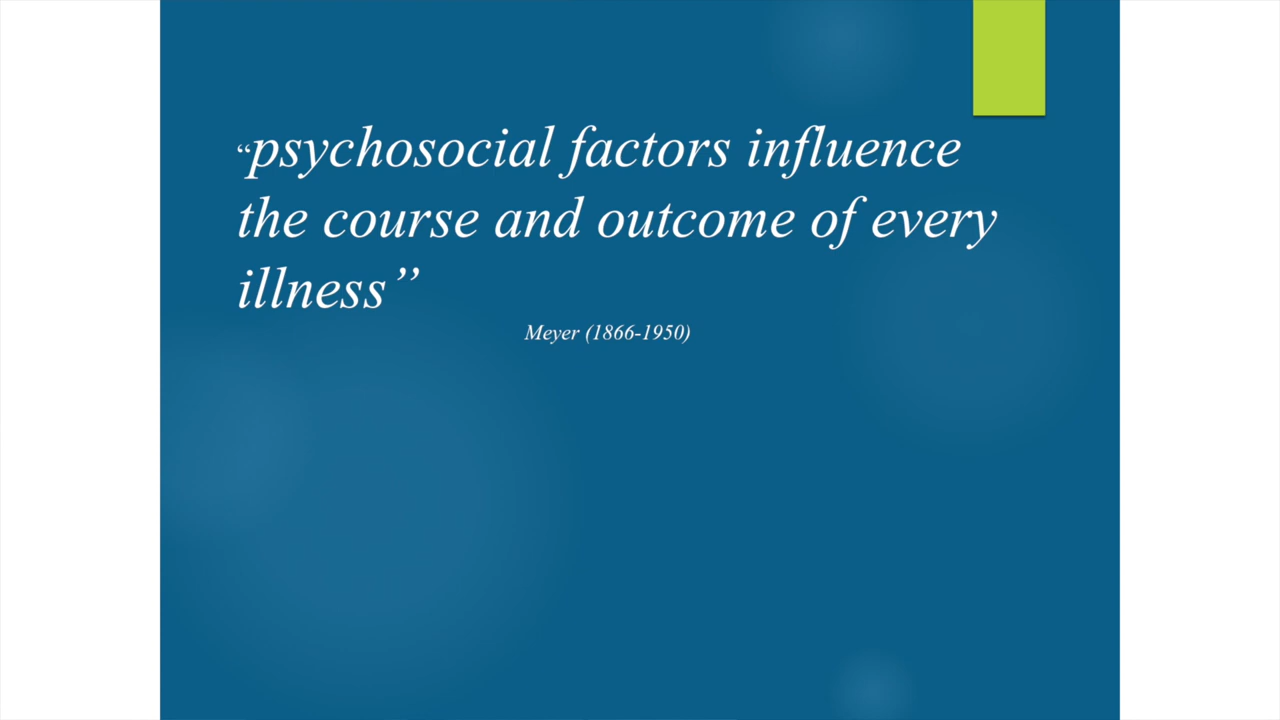 “psychosocial factors influence
the course and outcome of every
illness”
Meyer (1866-1950)